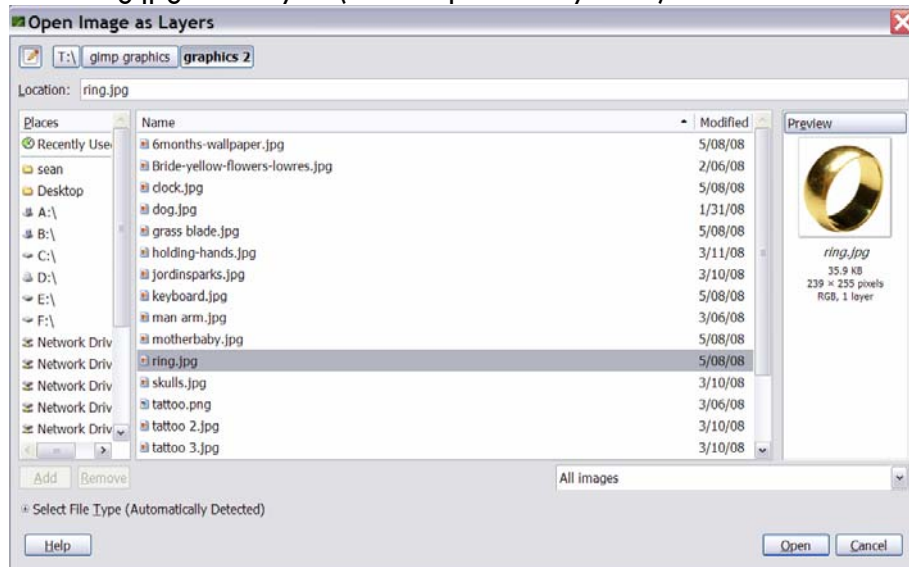 Open Image as Layers
T:\ gimp graphics graphics 2
Location: ring.jpg
Places Name Modified Preview
Recently Use
sean
Desktop
A:\
B:\
C:\
D:\
E:\
F:\
Network Driv
Network Driv
Network Driv
Network Driv
Network Driv
6months-wallpaper.jpg 5/08/08
Bride-yellow-flowers-lowres.jpg 2/06/08
clock.jpg 5/08/08
dog.jpg 1/31/08
grass blade.jpg 5/08/08
holding-hands.jpg 3/11/08
jordinsparks.jpg 3/10/08
keyboard.jpg 5/08/08
man arm.jpg 3/06/08
motherbaby.jpg 5/08/08
ring.jpg 5/08/08
skulls.jpg 3/10/08
tattoo.png 3/06/08
tattoo 2.jpg 3/10/08
tattoo 3.jpg 3/10/08
ring.jpg
35.9 KB
239 × 255 pixels
RGB, 1 layer
Add Remove All images
Select File Type (Automatically Detected)
Help Open Cancel